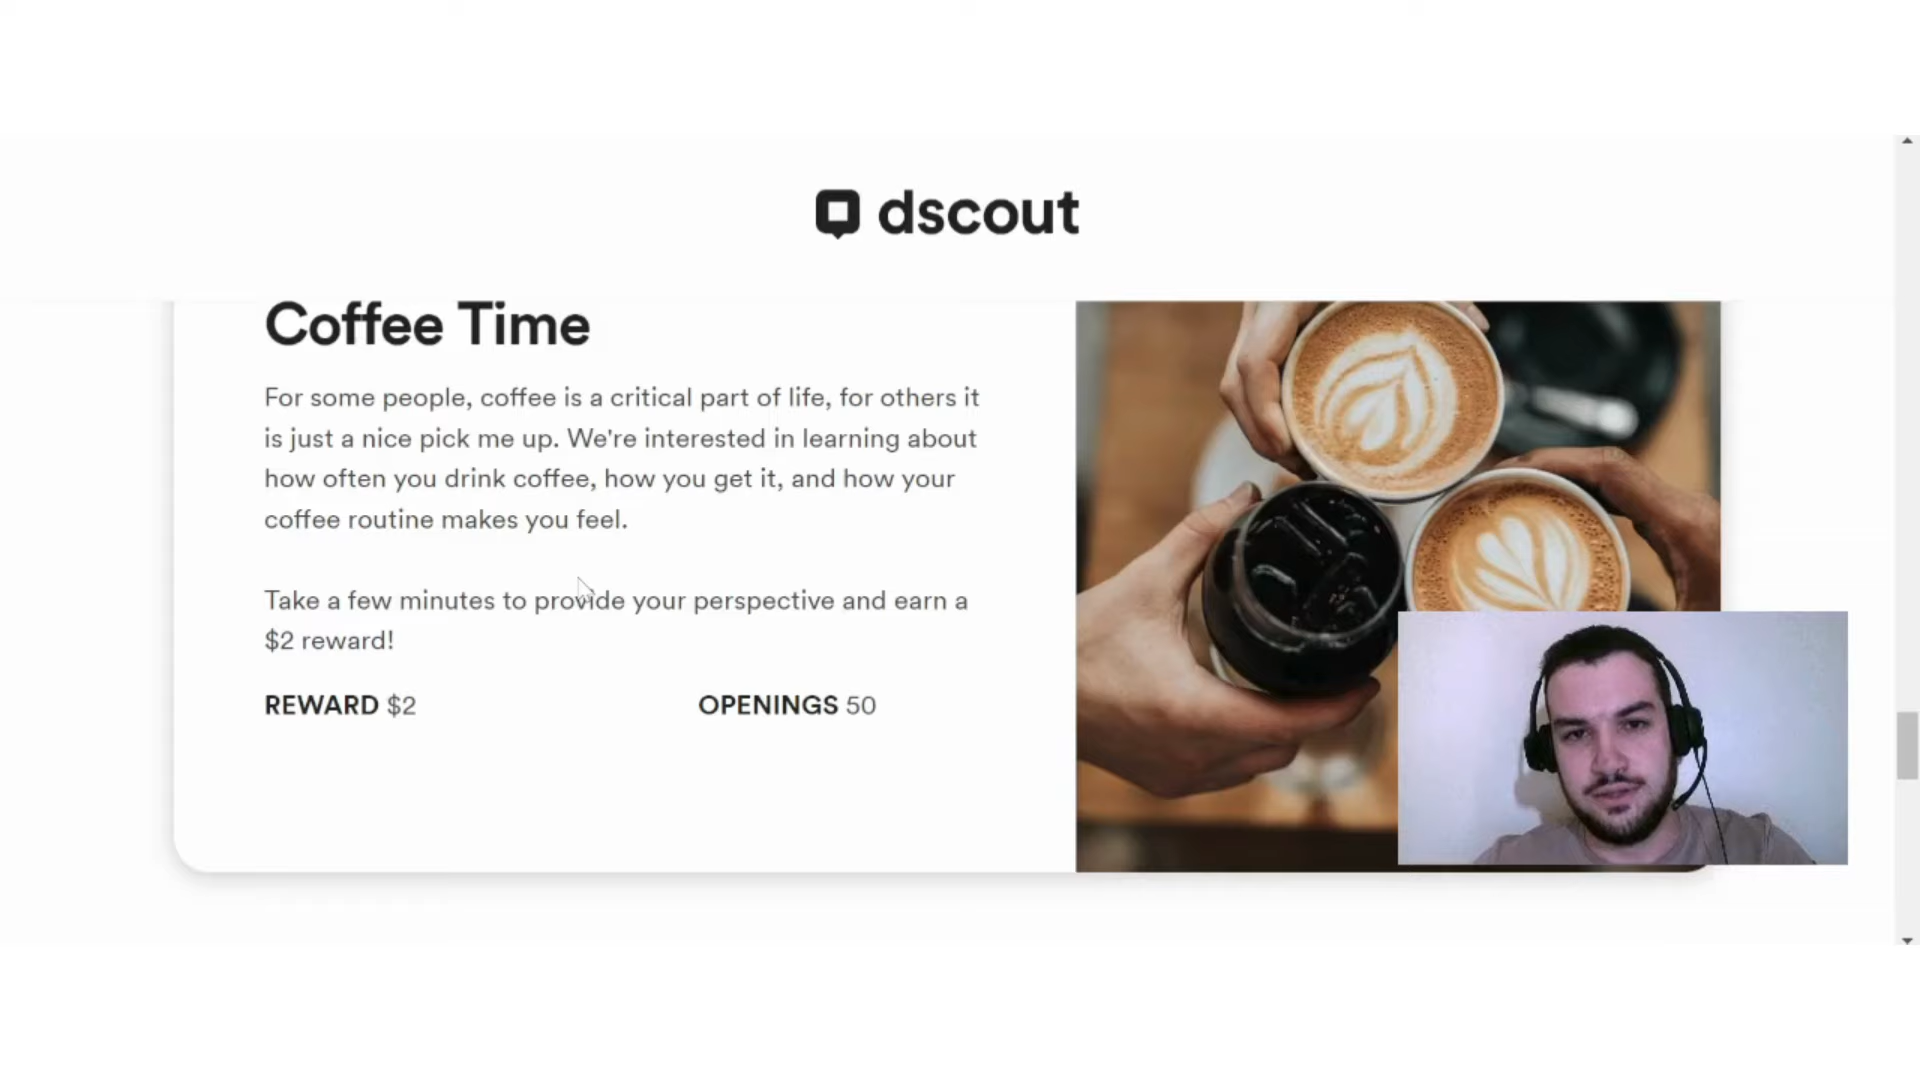 dscout
Coffee Time
For some people, coffee is a critical part of life, for others it
is just a nice pick me up. We're interested in learning about
how often you drink coffee, how you get it, and how your
coffee routine makes you feel.
Take a few minutes to provide your perspective and earn a
$2 reward!
REWARD $2
OPENINGS 50